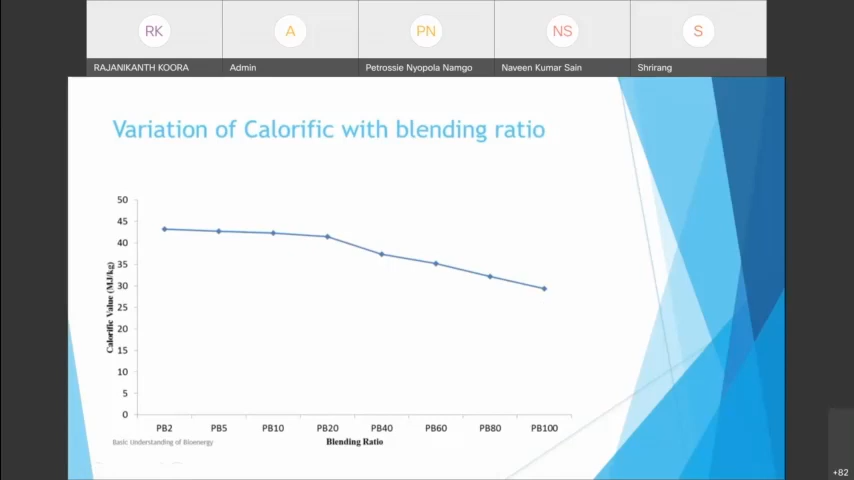 RK
A
PN
NS
S
RAJANIKANTH KOORA
Admin
Petrossie Nyopola Namgo
Naveen Kumar Sain
Shrirang
Variation of Calorific with blending ratio
50
45
40
35
30
25
20
15
10
5
0
Calorific Value (MJ/kg)
PB2 PB5 PB10 PB20 PB40 PB60 PB80 PB100
Blending Ratio
Basic Understanding of Bioenergy
+82